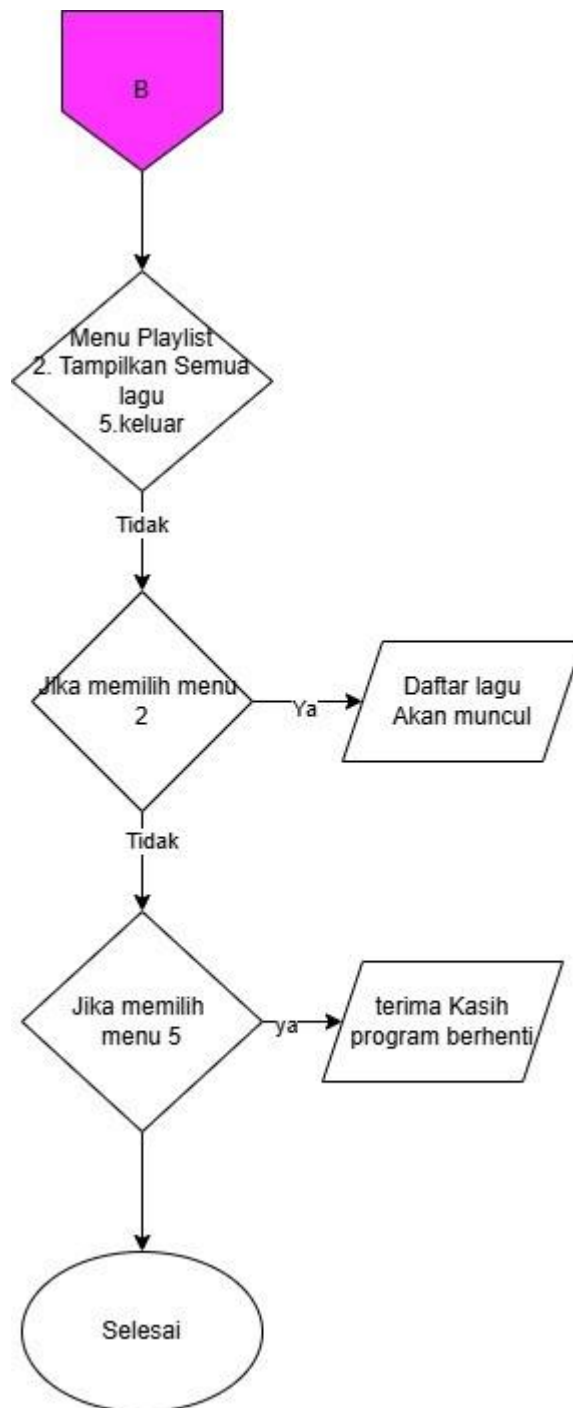 B
Menu Playlist
2. Tampilkan Semua
lagu
5.keluar
Tidak
Jika memilih menu
2
Ya
Daftar lagu
Akan muncul
Tidak
Jika memilih
menu 5
ya
terima Kasih
program berhenti
Selesai